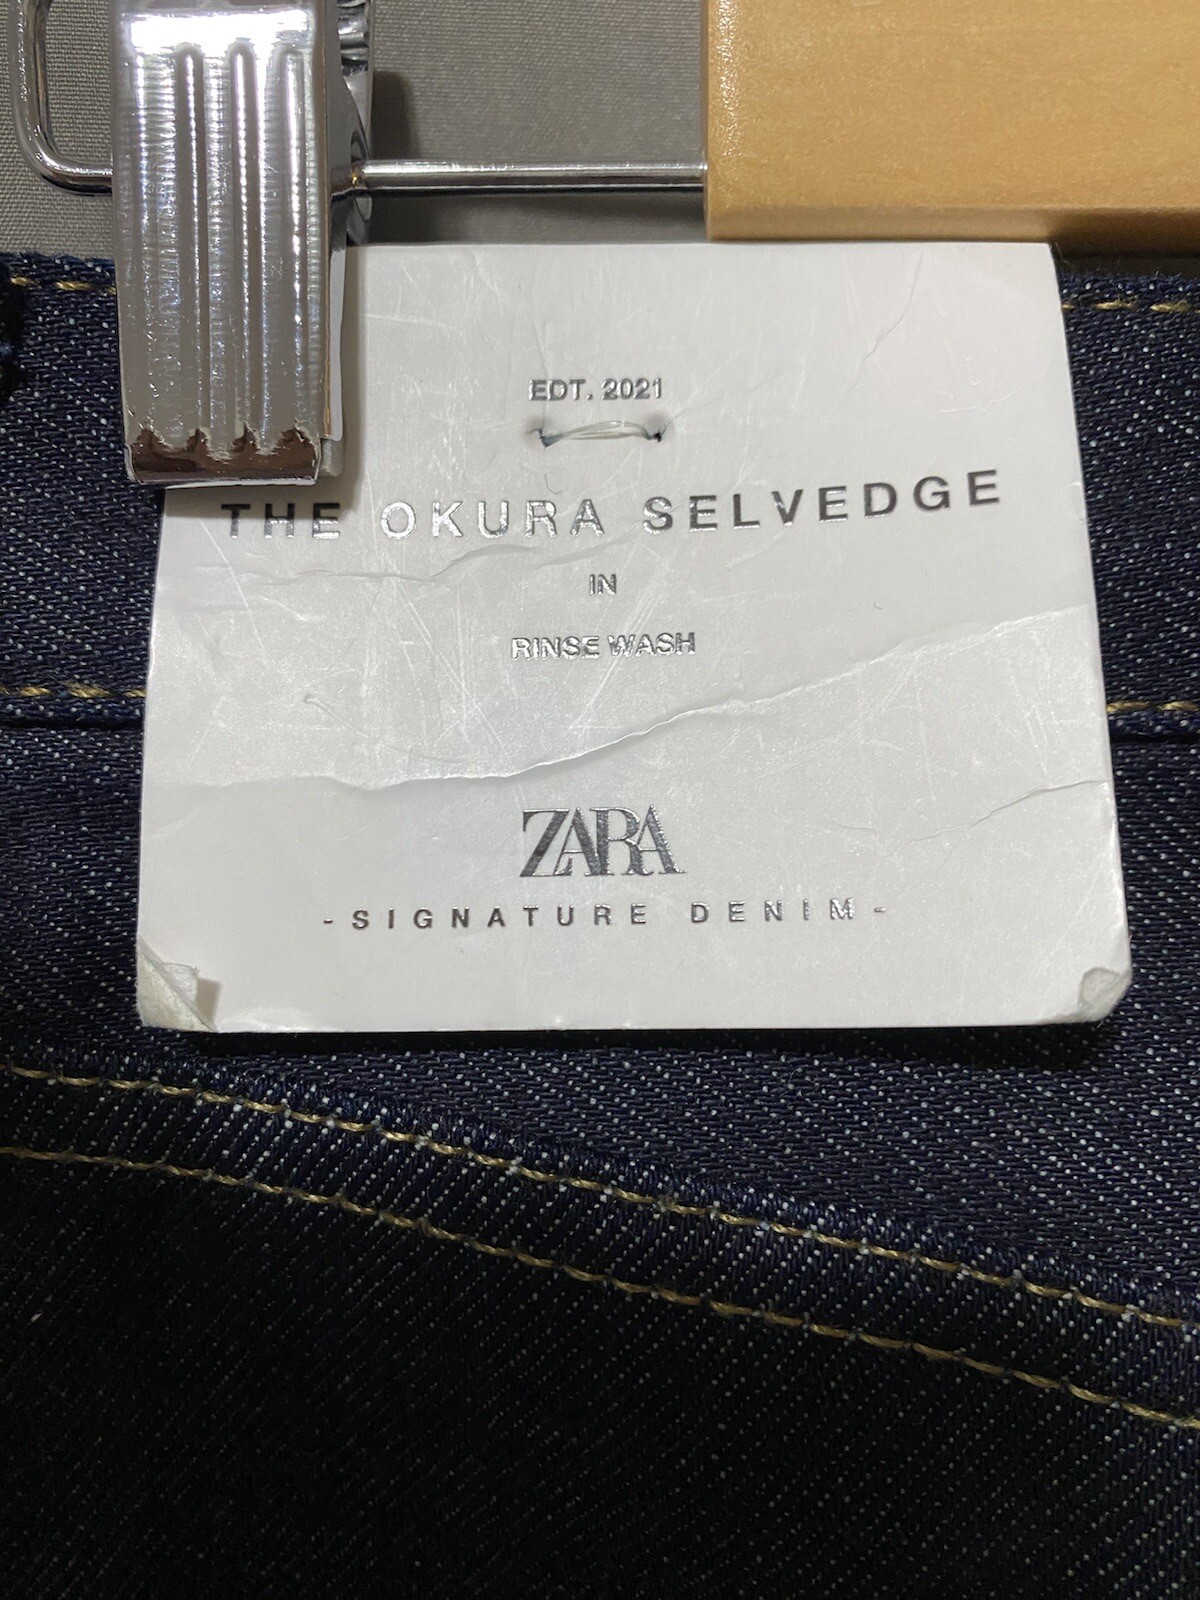 EDT. 2021
THE OKURA SELVEDGE
IN
RINSE WASH
ZARA
- SIGNATURE DENIM -